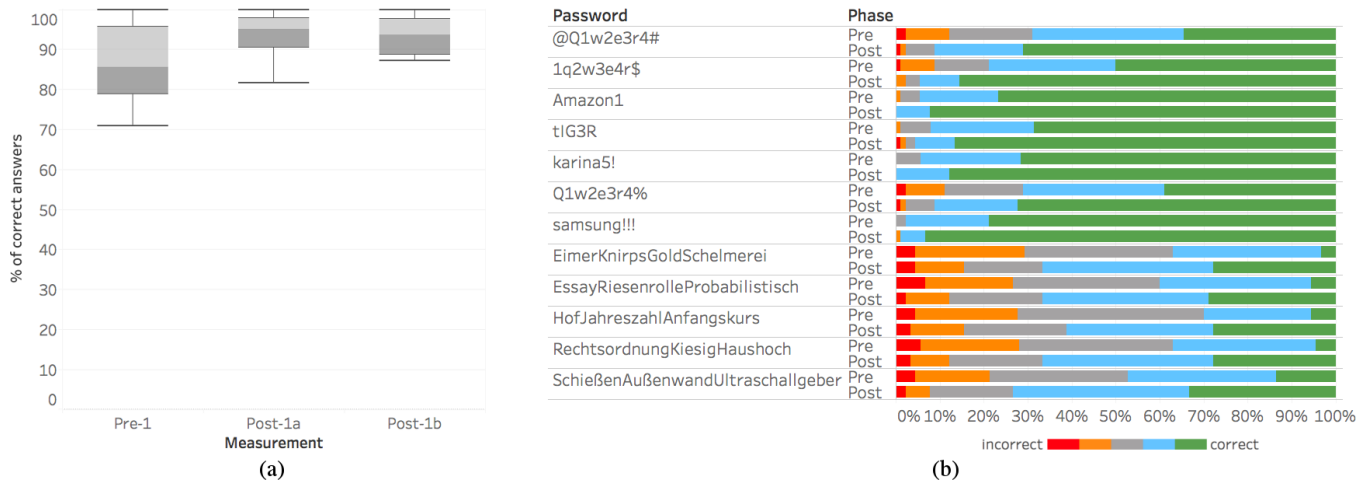 100
90
80
70
60
50
40
30
20
10
0
% of correct answers
Pre-1 Post-1a Post-1b
Measurement
(a)
Password Phase
@Q1w2e3r4# Pre
Post
1q2w3e4r$ Pre
Post
Amazon1 Pre
Post
tIG3R Pre
Post
karina5! Pre
Post
Q1w2e3r4% Pre
Post
samsung!!! Pre
Post
EimerKnirpsGoldSchelmerei Pre
Post
EssayRiesenrolleProbabilistisch Pre
Post
HofJahreszahlAnfangskurs Pre
Post
RechtsordnungKiesigHaushoch Pre
Post
SchießenAußenwandUltraschallgeber Pre
Post
0% 10% 20% 30% 40% 50% 60% 70% 80% 90% 100%
incorrect correct
(b)